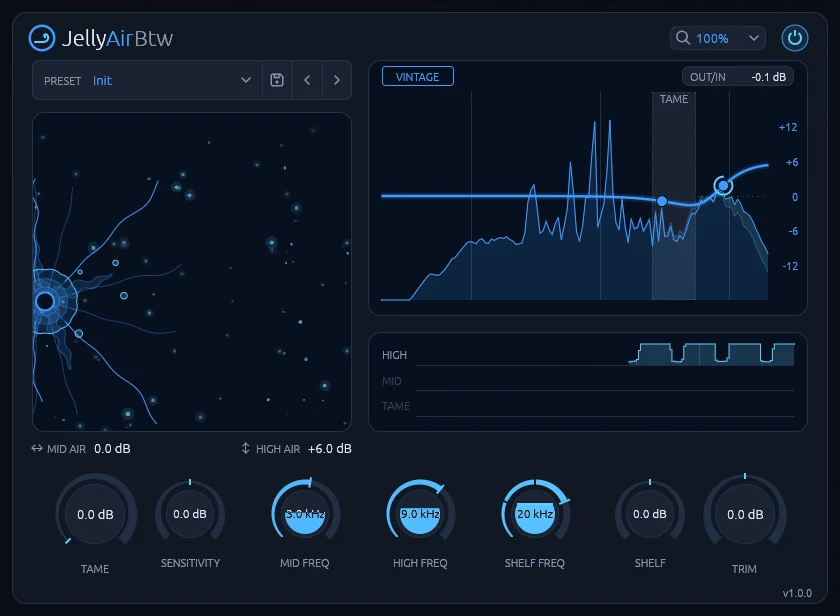 JellyAirBtw
100%
PRESET Init
VINTAGE
OUT/IN -0.1 dB
TAME
+12
+6
0
-6
-12
HIGH
MID
TAME
MID AIR 0.0 dB
HIGH AIR +6.0 dB
0.0 dB
0.0 dB
3.0 kHz
9.0 kHz
20 kHz
0.0 dB
0.0 dB
TAME
SENSITIVITY
MID FREQ
HIGH FREQ
SHELF FREQ
SHELF
TRIM
v1.0.0